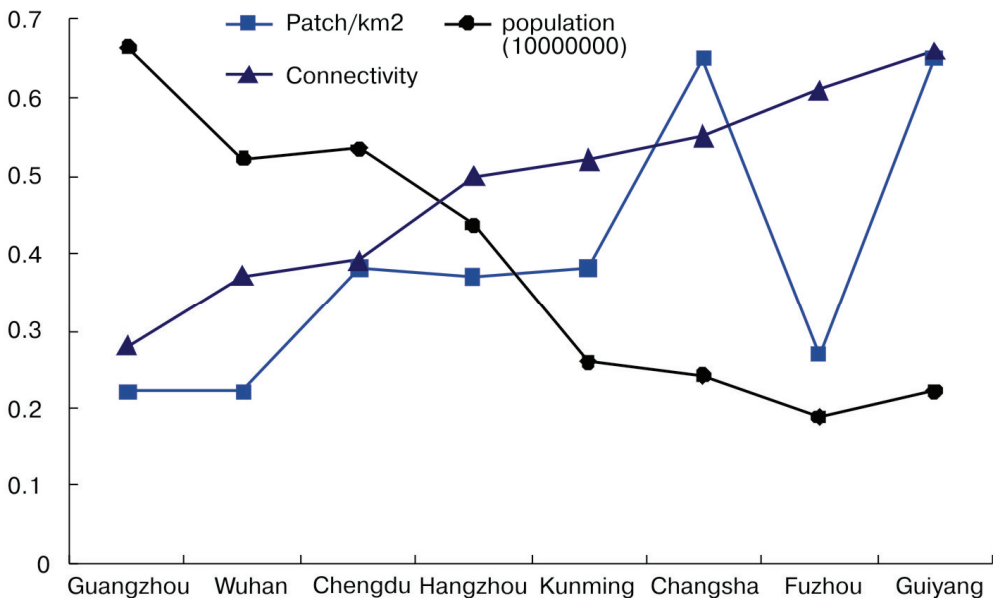 0.7
0.6
0.5
0.4
0.3
0.2
0.1
0
Patch/km2
population
(10000000)
Connectivity
Guangzhou Wuhan Chengdu Hangzhou Kunming Changsha Fuzhou Guiyang